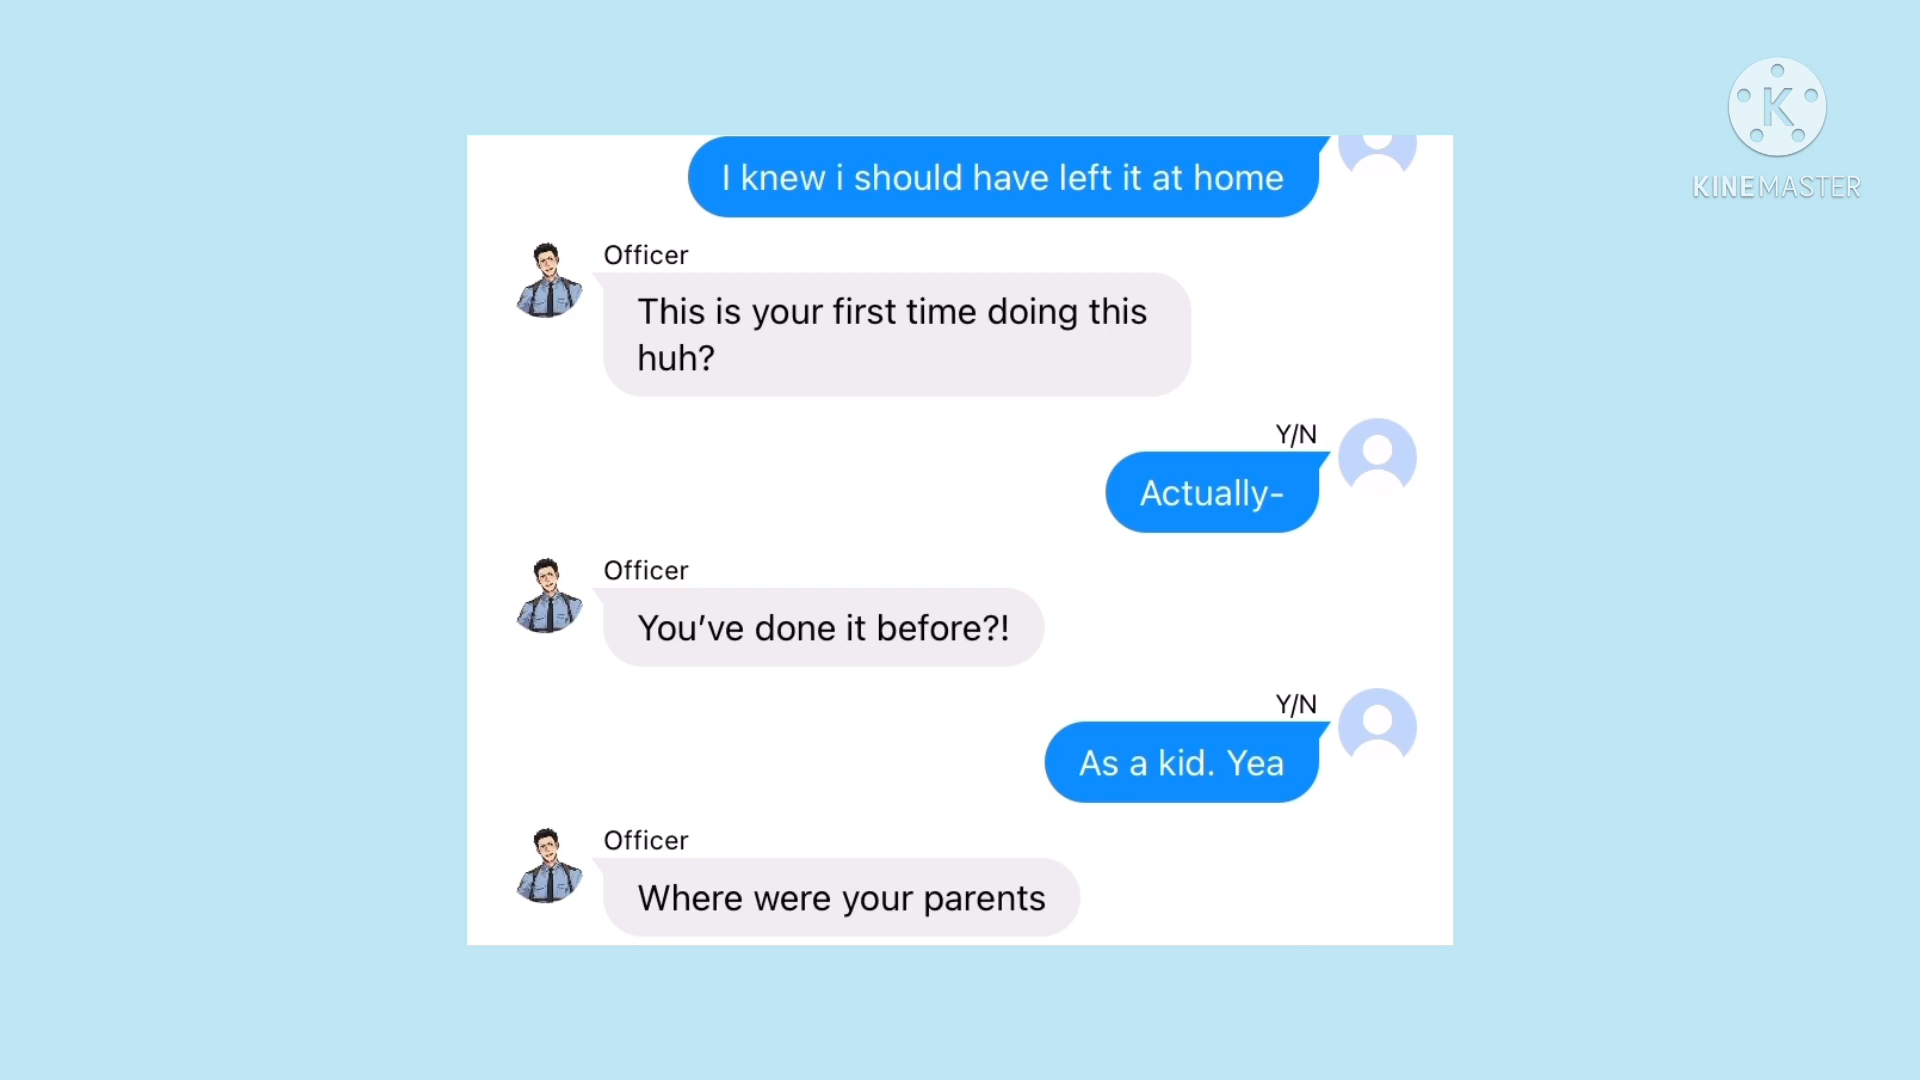 I knew i should have left it at home
Officer
This is your first time doing this
huh?
Y/N
Actually-
Officer
You’ve done it before?!
Y/N
As a kid. Yea
Officer
Where were your parents
K
KINEMASTER